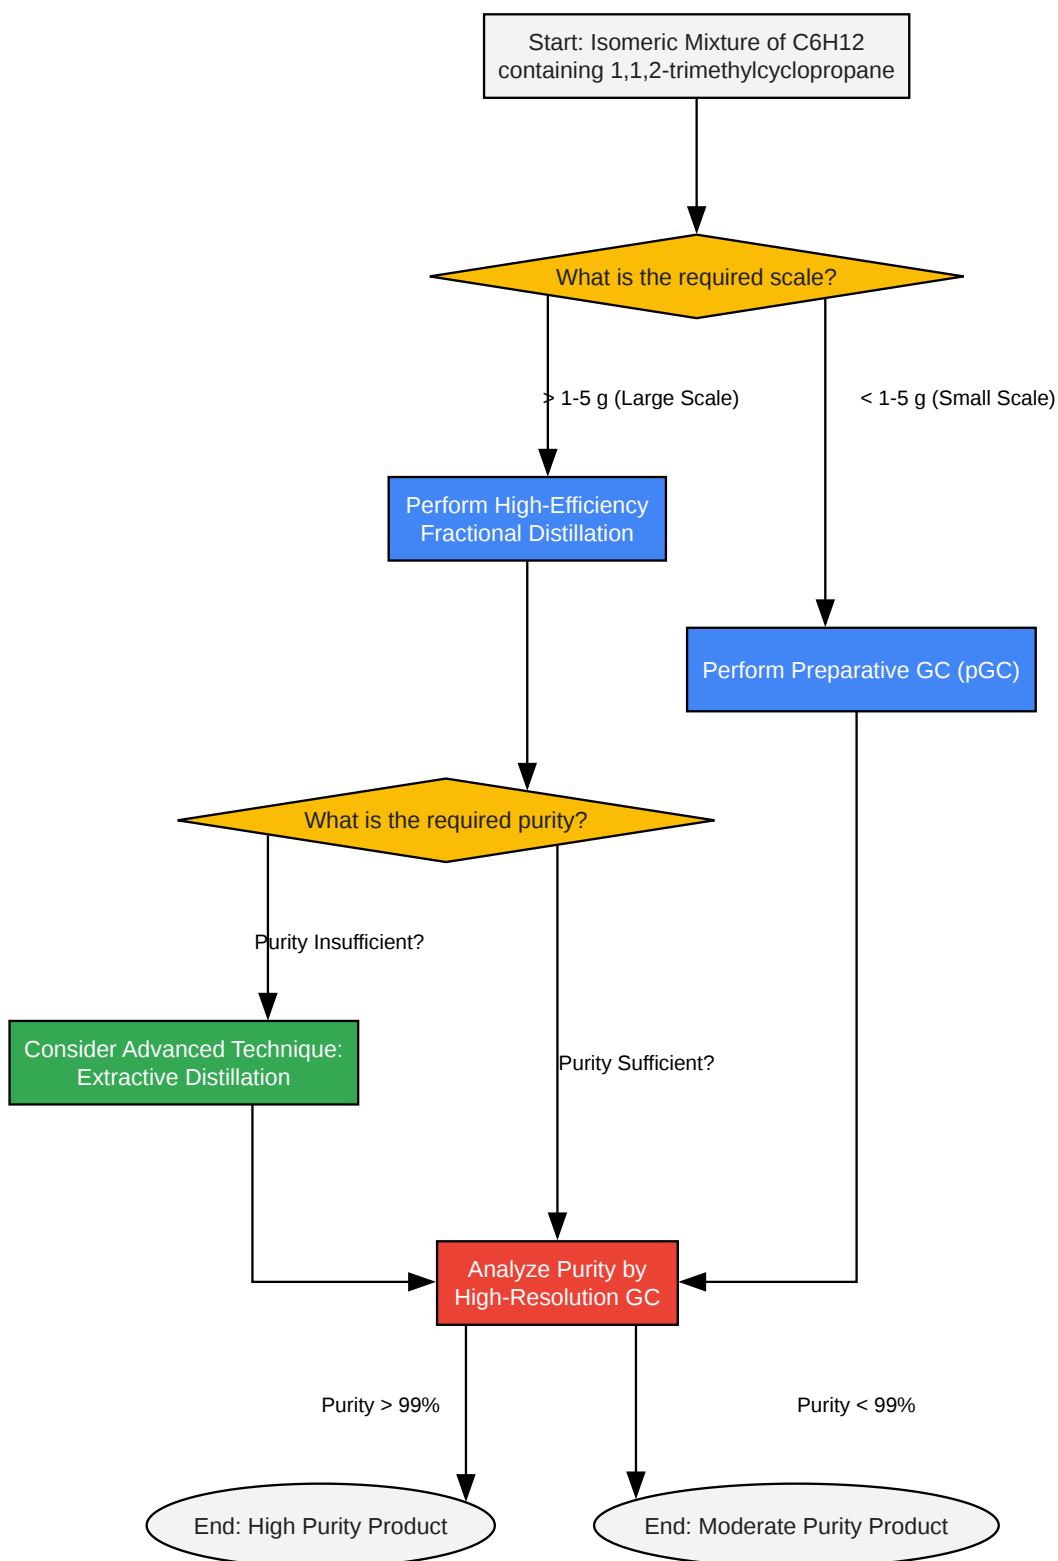 Start: Isomeric Mixture of C6H12
containing 1,1,2-trimethylcyclopropane
What is the required scale?
> 1-5 g (Large Scale)
< 1-5 g (Small Scale)
Perform High-Efficiency
Fractional Distillation
Perform Preparative GC (pGC)
What is the required purity?
Purity Insufficient?
Consider Advanced Technique:
Extractive Distillation
Purity Sufficient?
Analyze Purity by
High-Resolution GC
Purity > 99%
Purity < 99%
End: High Purity Product
End: Moderate Purity Product